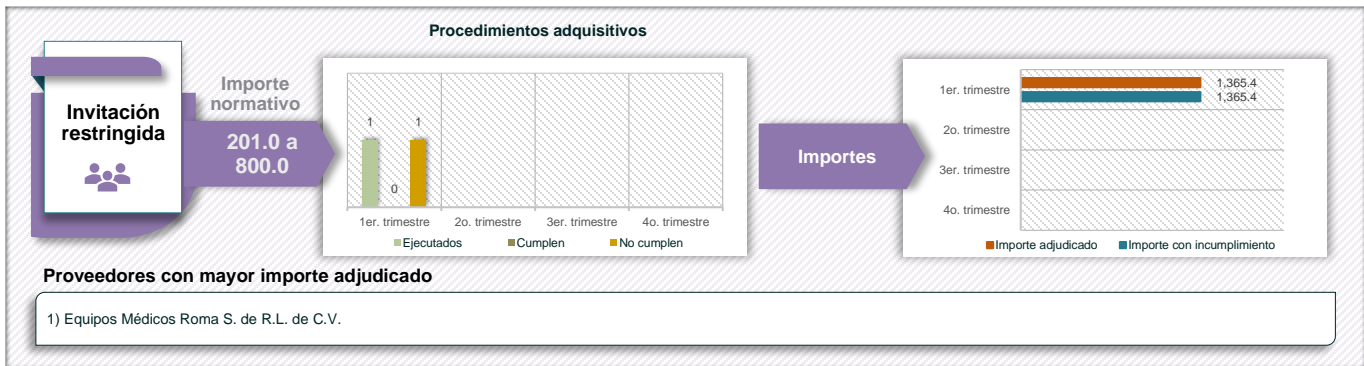 Procedimientos adquisitivos
Invitación
restringida
Importe
normativo
201.0 a
800.0
1
0
1
1er. trimestre
2o. trimestre
3er. trimestre
4o. trimestre
Ejecutados
Cumplen
No cumplen
Importes
1er. trimestre
1,365.4
1,365.4
2o. trimestre
3er. trimestre
4o. trimestre
Importe adjudicado
Importe con incumplimiento
Proveedores con mayor importe adjudicado
1) Equipos Médicos Roma S. de R.L. de C.V.